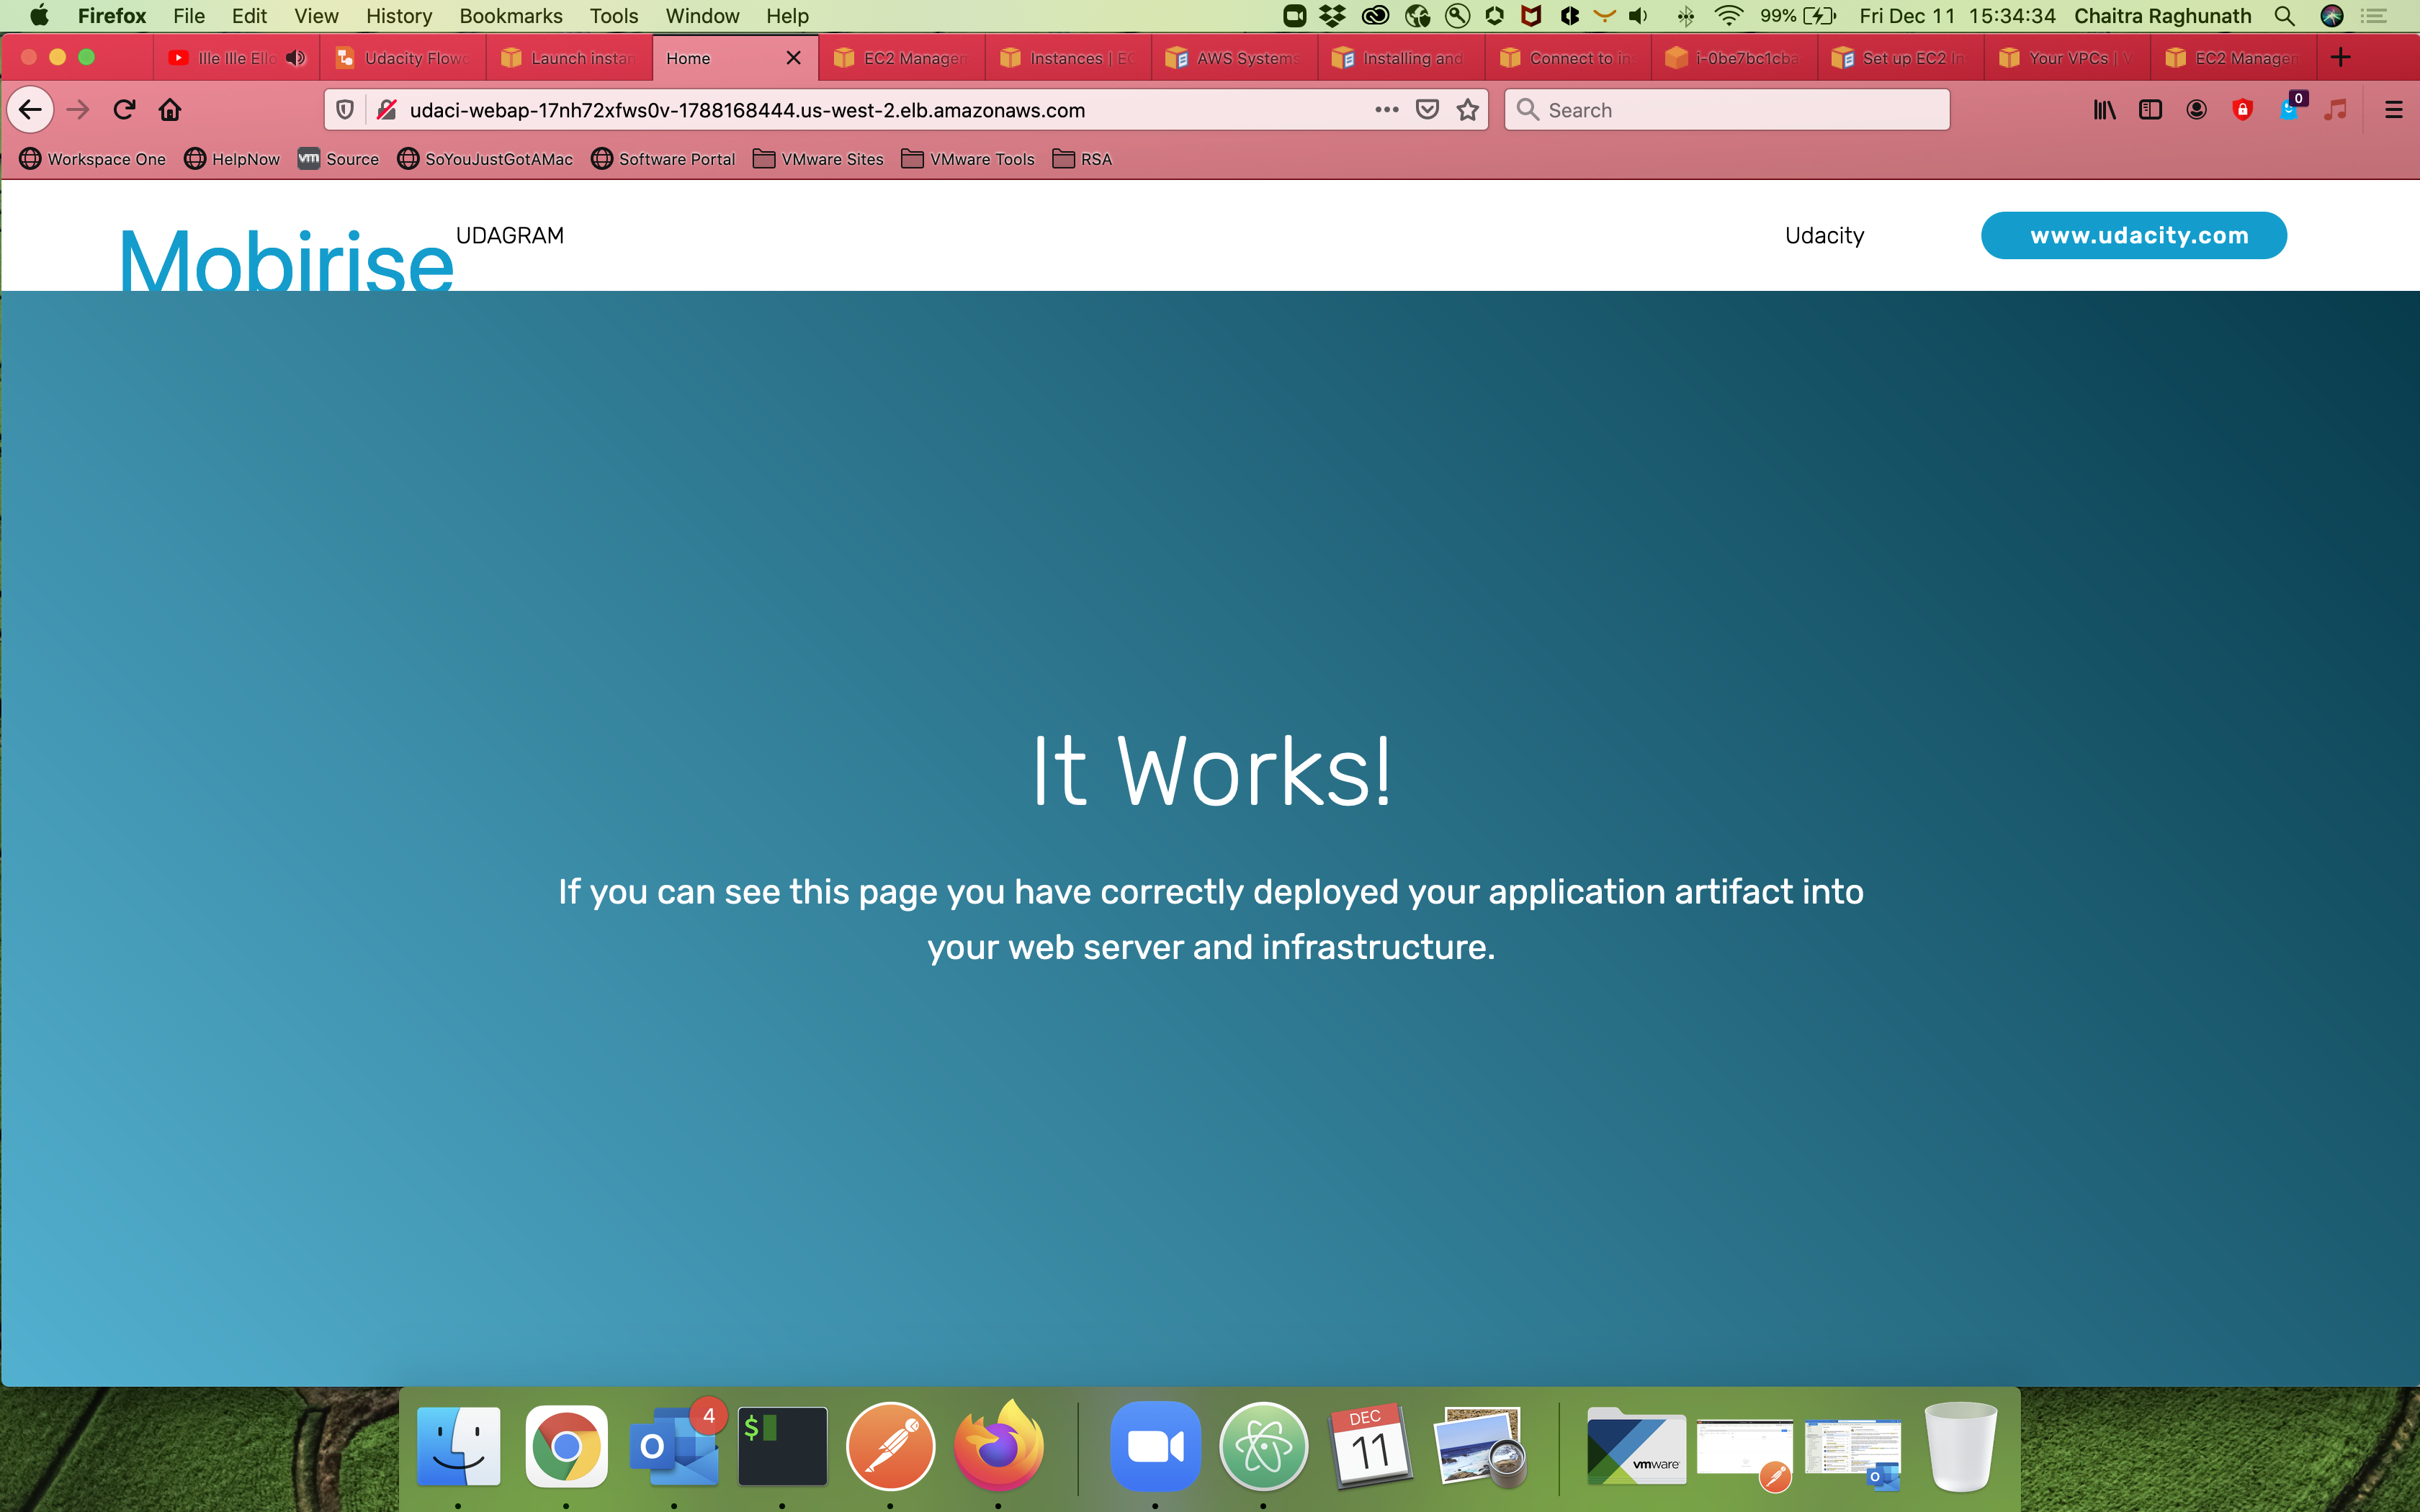 Firefox File Edit View History Bookmarks Tools Window Help 99% Fri Dec 11 15:34:34 Chaitra Raghunath
Ille Ille Ello Udacity Flow Launch instan Home EC2 Manager Instances | EC AWS Systems Installing and Connect to in i-0be7bc1cba Set up EC2 In Your VPCs | V EC2 Manager
udaci-webap-17nh72xfws0v-1788168444.us-west-2.elb.amazonaws.com Search 0
Workspace One HelpNow vm Source SoYouJustGotAMac Software Portal VMware Sites VMware Tools RSA
Mobirise UDAGRAM Udacity www.udacity.com
It Works!
If you can see this page you have correctly deployed your application artifact into
your web server and infrastructure.
4
$
DEC
11
vmware